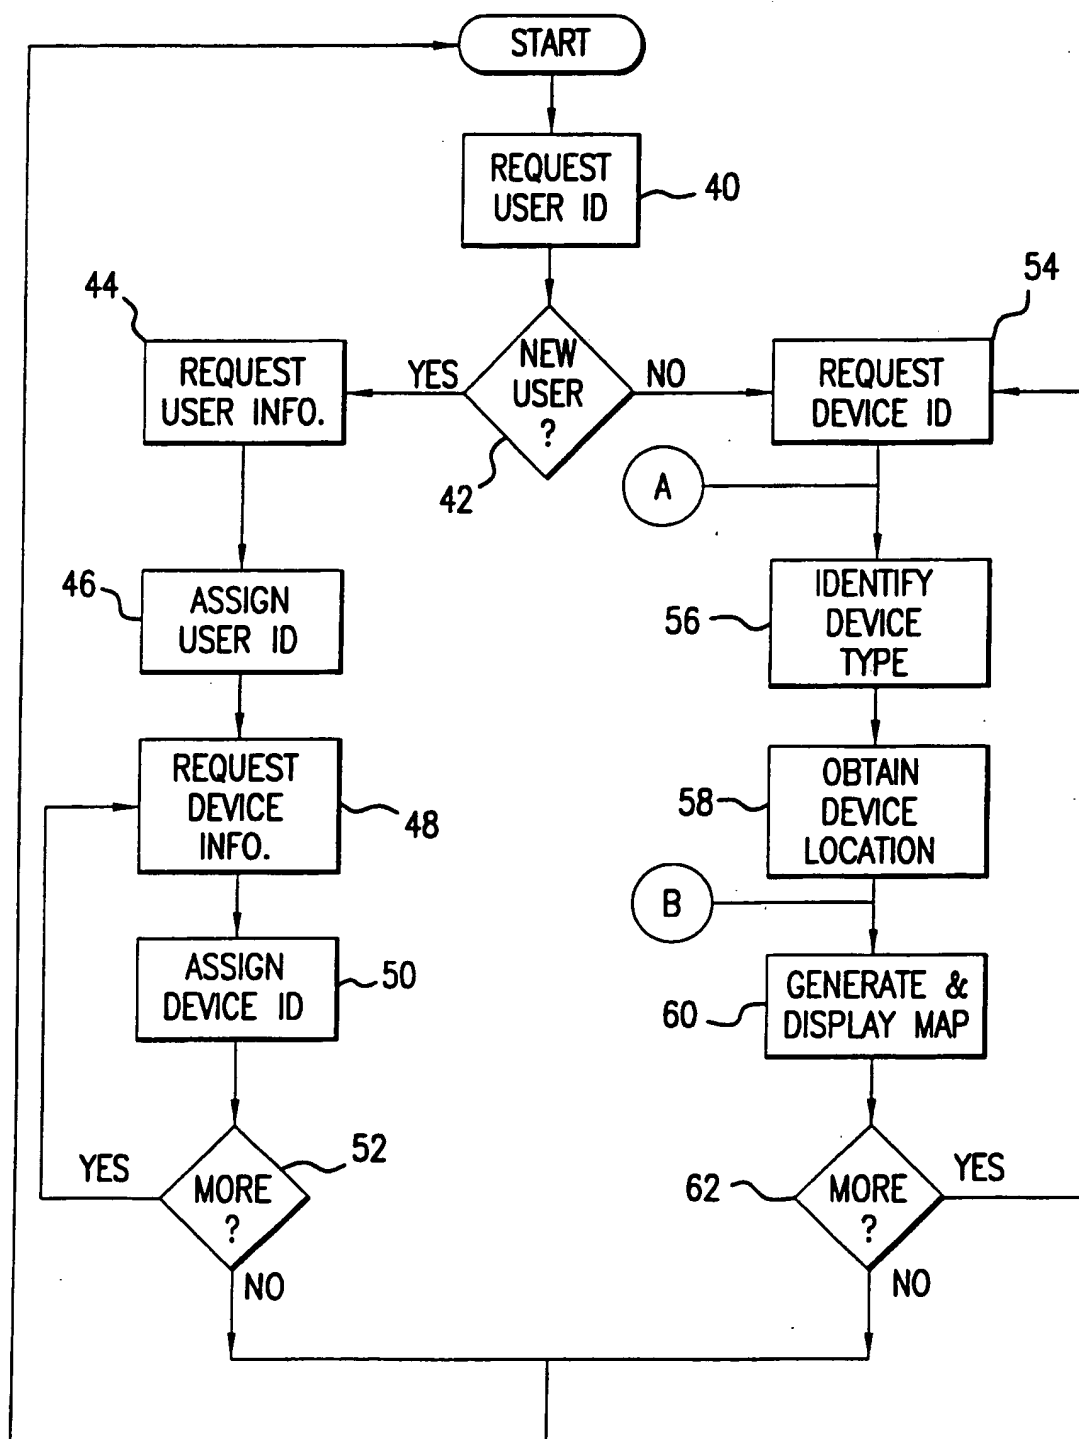 START
REQUEST
USER ID
40
54
44
NEW
USER
?
YES
NO
REQUEST
USER INFO.
REQUEST
DEVICE ID
42
A
46
ASSIGN
USER ID
IDENTIFY
DEVICE
TYPE
56
REQUEST
DEVICE
INFO.
48
OBTAIN
DEVICE
LOCATION
58
B
ASSIGN
DEVICE ID
50
GENERATE &
DISPLAY MAP
60
52
YES
MORE
?
NO
62
MORE
?
YES
NO